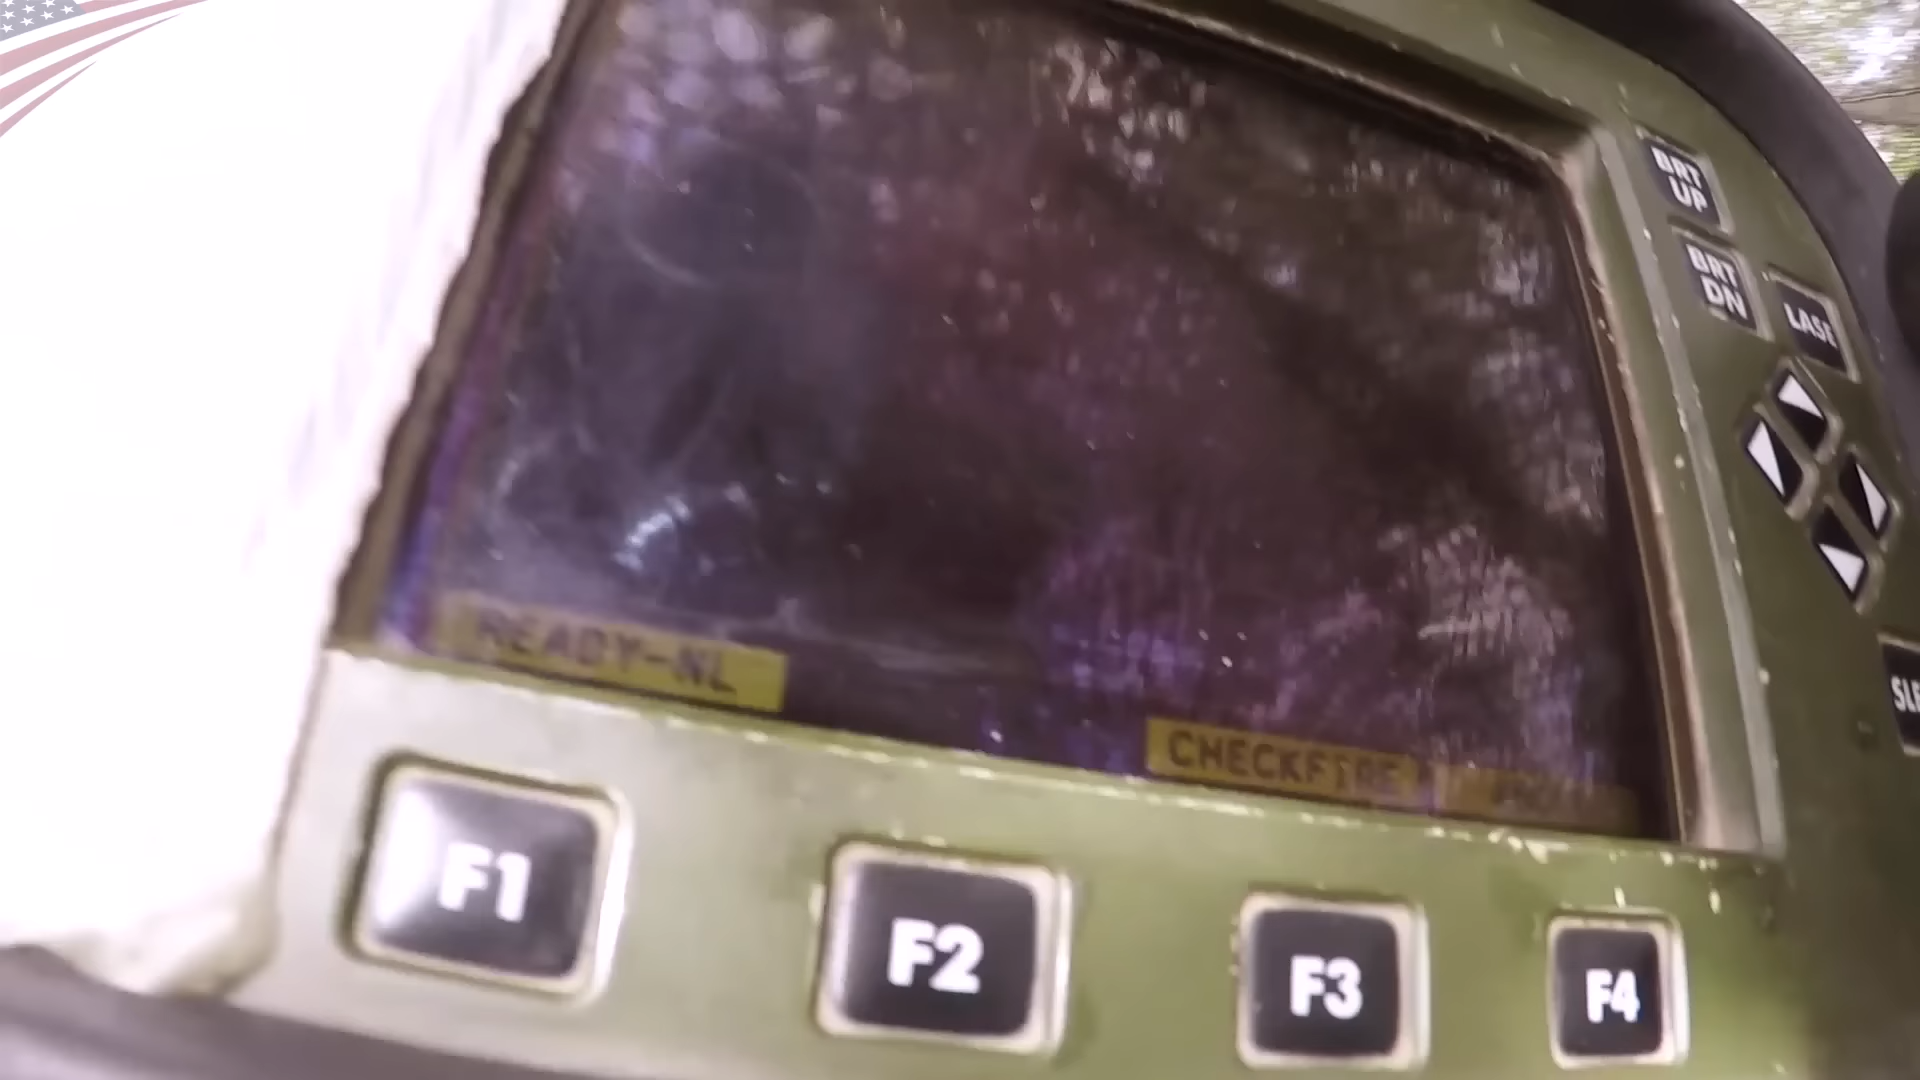 BRT
UP
BRT
DN
LASE
READY-NL
CHECKFIRE
F1
F2
F3
F4